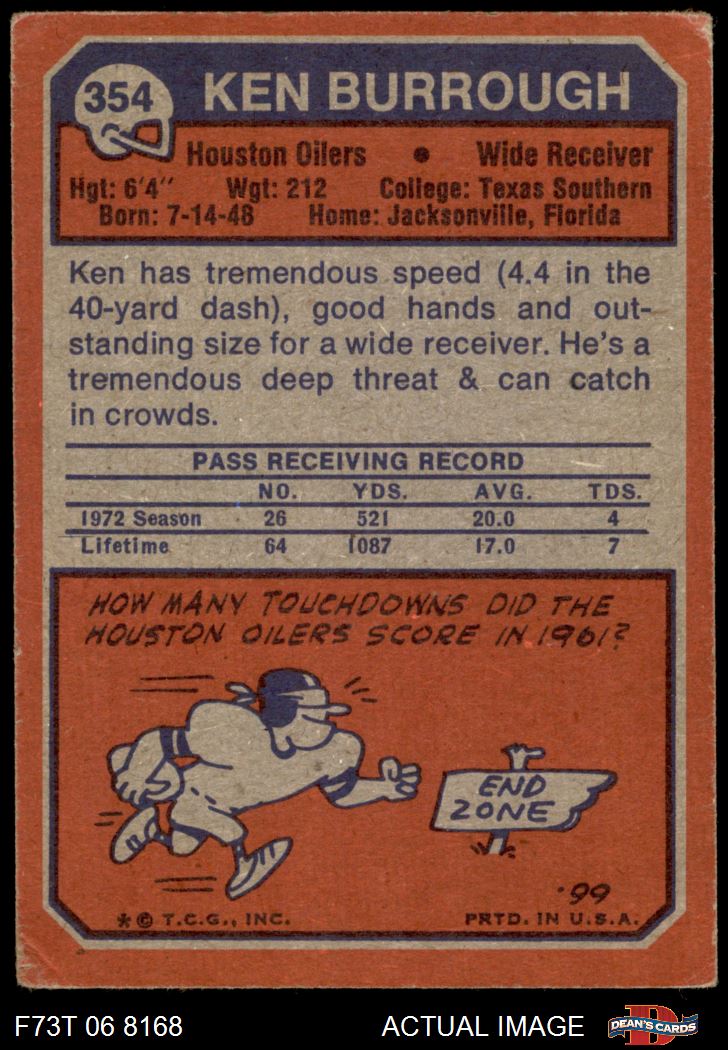 354
KEN BURROUGH
Houston Oilers • Wide Receiver
Hgt: 6'4" Wgt: 212 College: Texas Southern
Born: 7-14-48 Home: Jacksonville, Florida
Ken has tremendous speed (4.4 in the
40-yard dash), good hands and out-
standing size for a wide receiver. He's a
tremendous deep threat & can catch
in crowds.
PASS RECEIVING RECORD
NO. YDS. AVG. TDS.
1972 Season 26 521 20.0 4
Lifetime 64 1087 17.0 7
HOW MANY TOUCHDOWNS DID THE
HOUSTON OILERS SCORE IN 1961?
END
ZONE
·99
* © T.C.G., INC. PRTD. IN U.S.A.
F73T 06 8168 ACTUAL IMAGE
D
DEAN'S CARDS